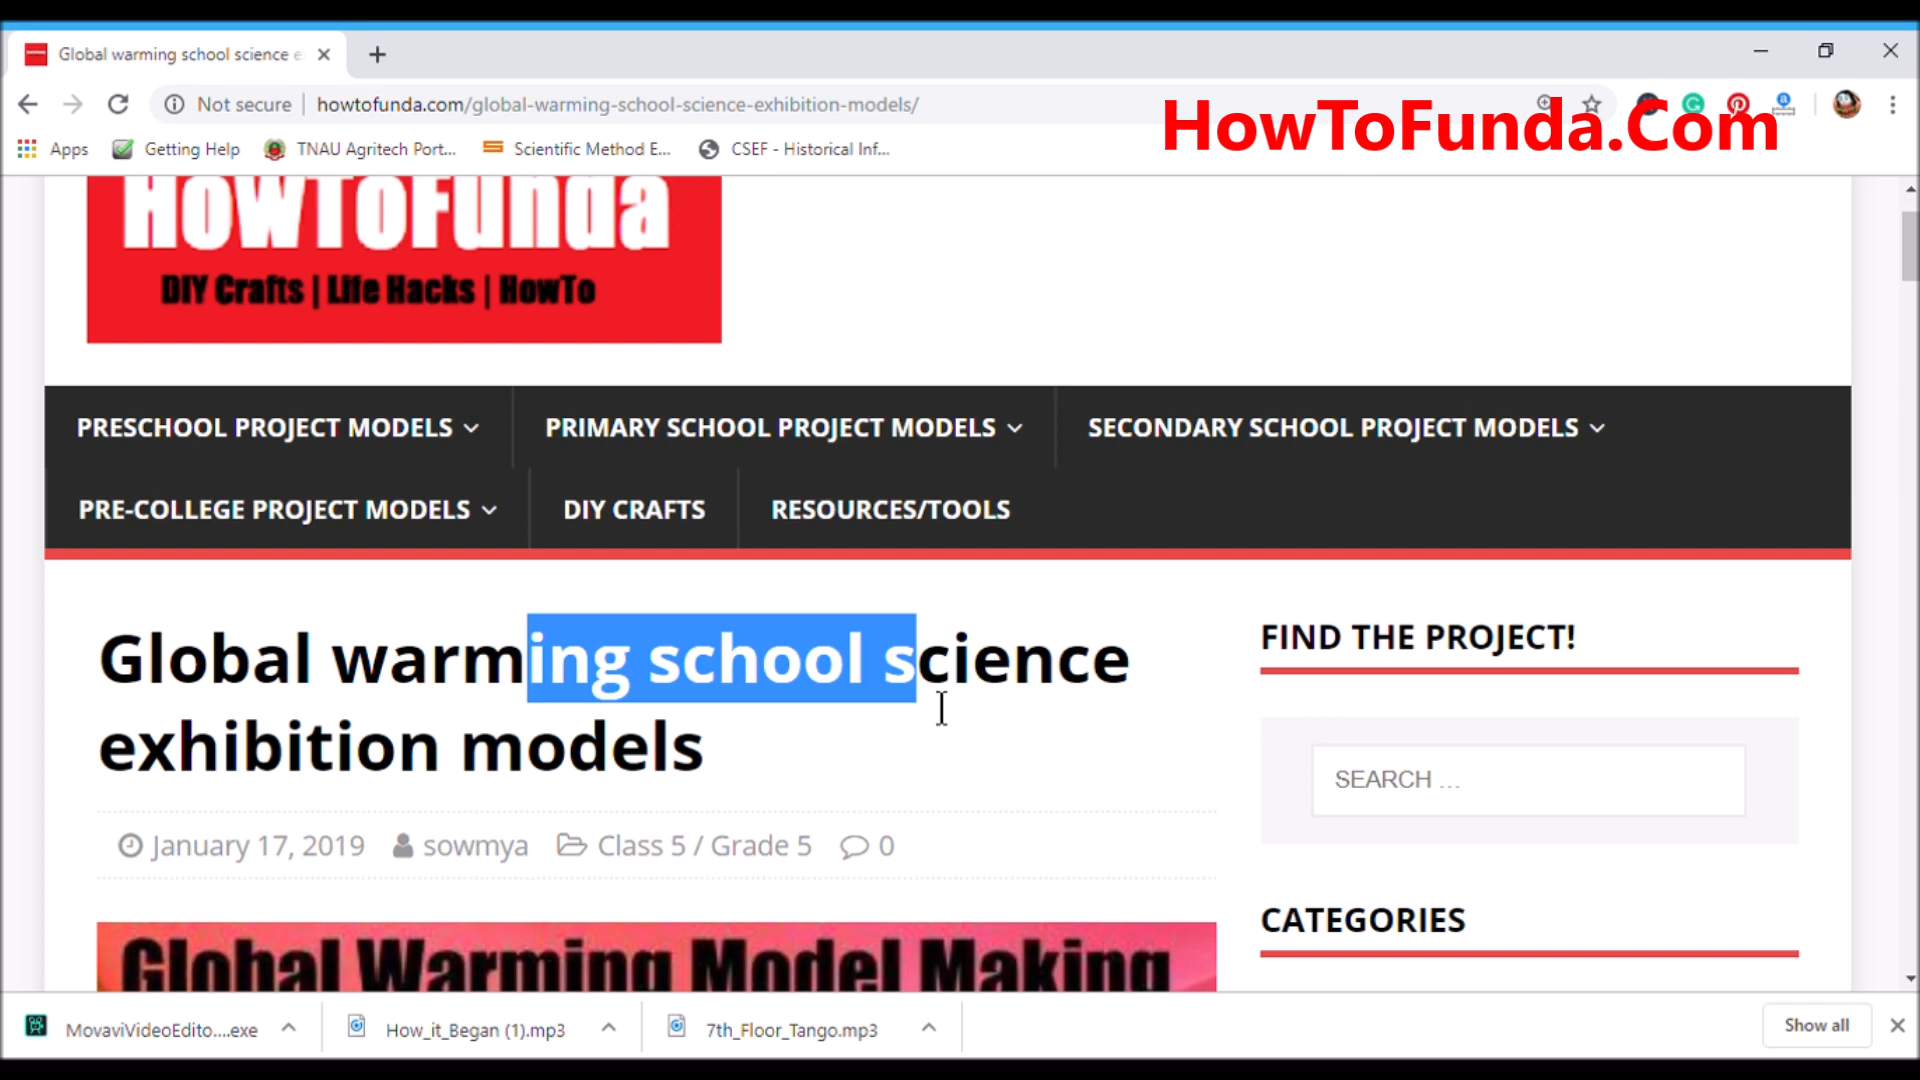 Global warming school science e
Not secure howtofunda.com/global-warming-school-science-exhibition-models/
HowToFunda.Com
Apps Getting Help TNAU Agritech Port... Scientific Method E... CSEF - Historical Inf...
HowToFunda
DIY Crafts | Life Hacks | HowTo
PRESCHOOL PROJECT MODELS PRIMARY SCHOOL PROJECT MODELS SECONDARY SCHOOL PROJECT MODELS
PRE-COLLEGE PROJECT MODELS DIY CRAFTS RESOURCES/TOOLS
Global warming school science
exhibition models
January 17, 2019 sowmya Class 5 / Grade 5 0
FIND THE PROJECT!
SEARCH ...
CATEGORIES
Global Warming Model Making
MovaviVideoEdito....exe How_it_Began (1).mp3 7th_Floor_Tango.mp3 Show all